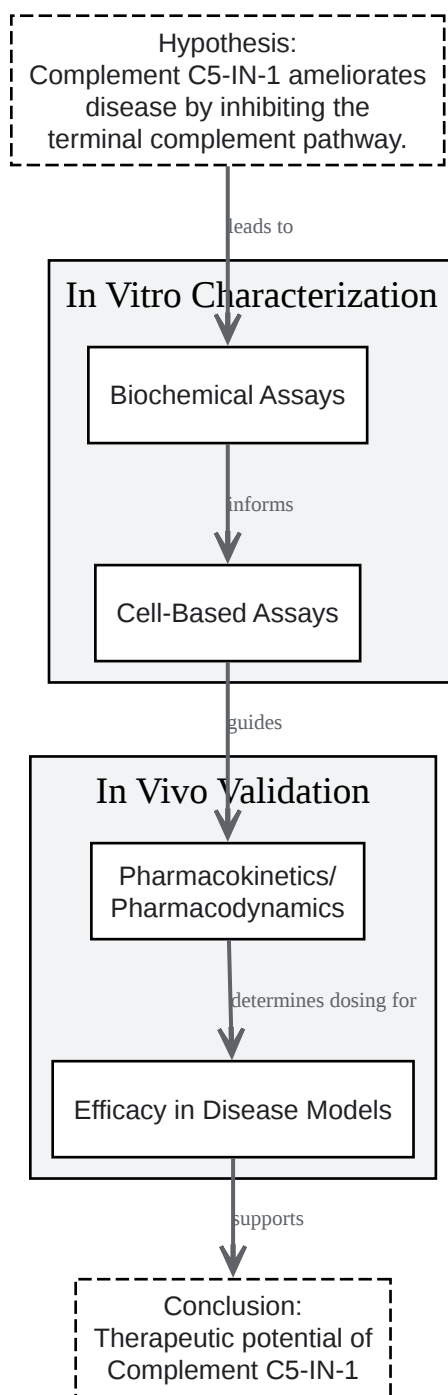 Hypothesis:
Complement C5-IN-1 ameliorates
disease by inhibiting the
terminal complement pathway.
leads to
In Vitro Characterization
Biochemical Assays
informs
Cell-Based Assays
guides
In Vivo Validation
Pharmacokinetics/
Pharmacodynamics
determines dosing for
Efficacy in Disease Models
supports
Conclusion:
Therapeutic potential of
Complement C5-IN-1